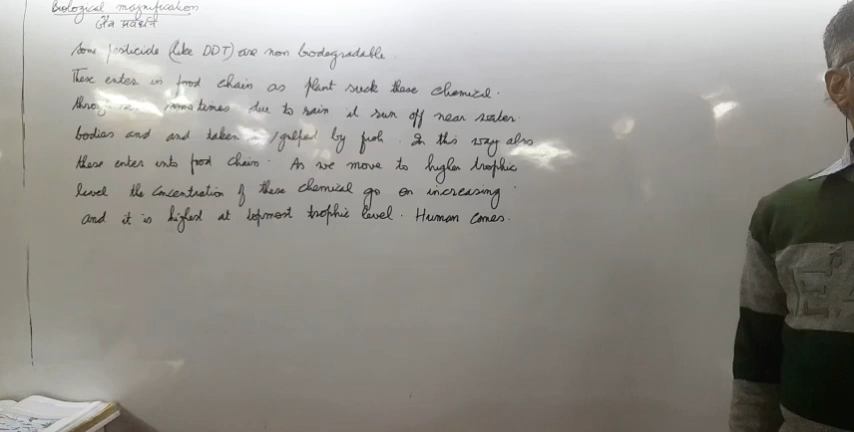 Biological magnification
जैव आवर्धन
Some pesticide (like DDT) are non biodegradable.
These enter in food chain as plant suck these chemical.
due to rain it run off near water
bodies and and taken / gulped by fish. In this way also
these enter into food chain. As we move to higher trophic
level the concentration of these chemical go on increasing
and it is highest at topmost trophic level. Human comes.